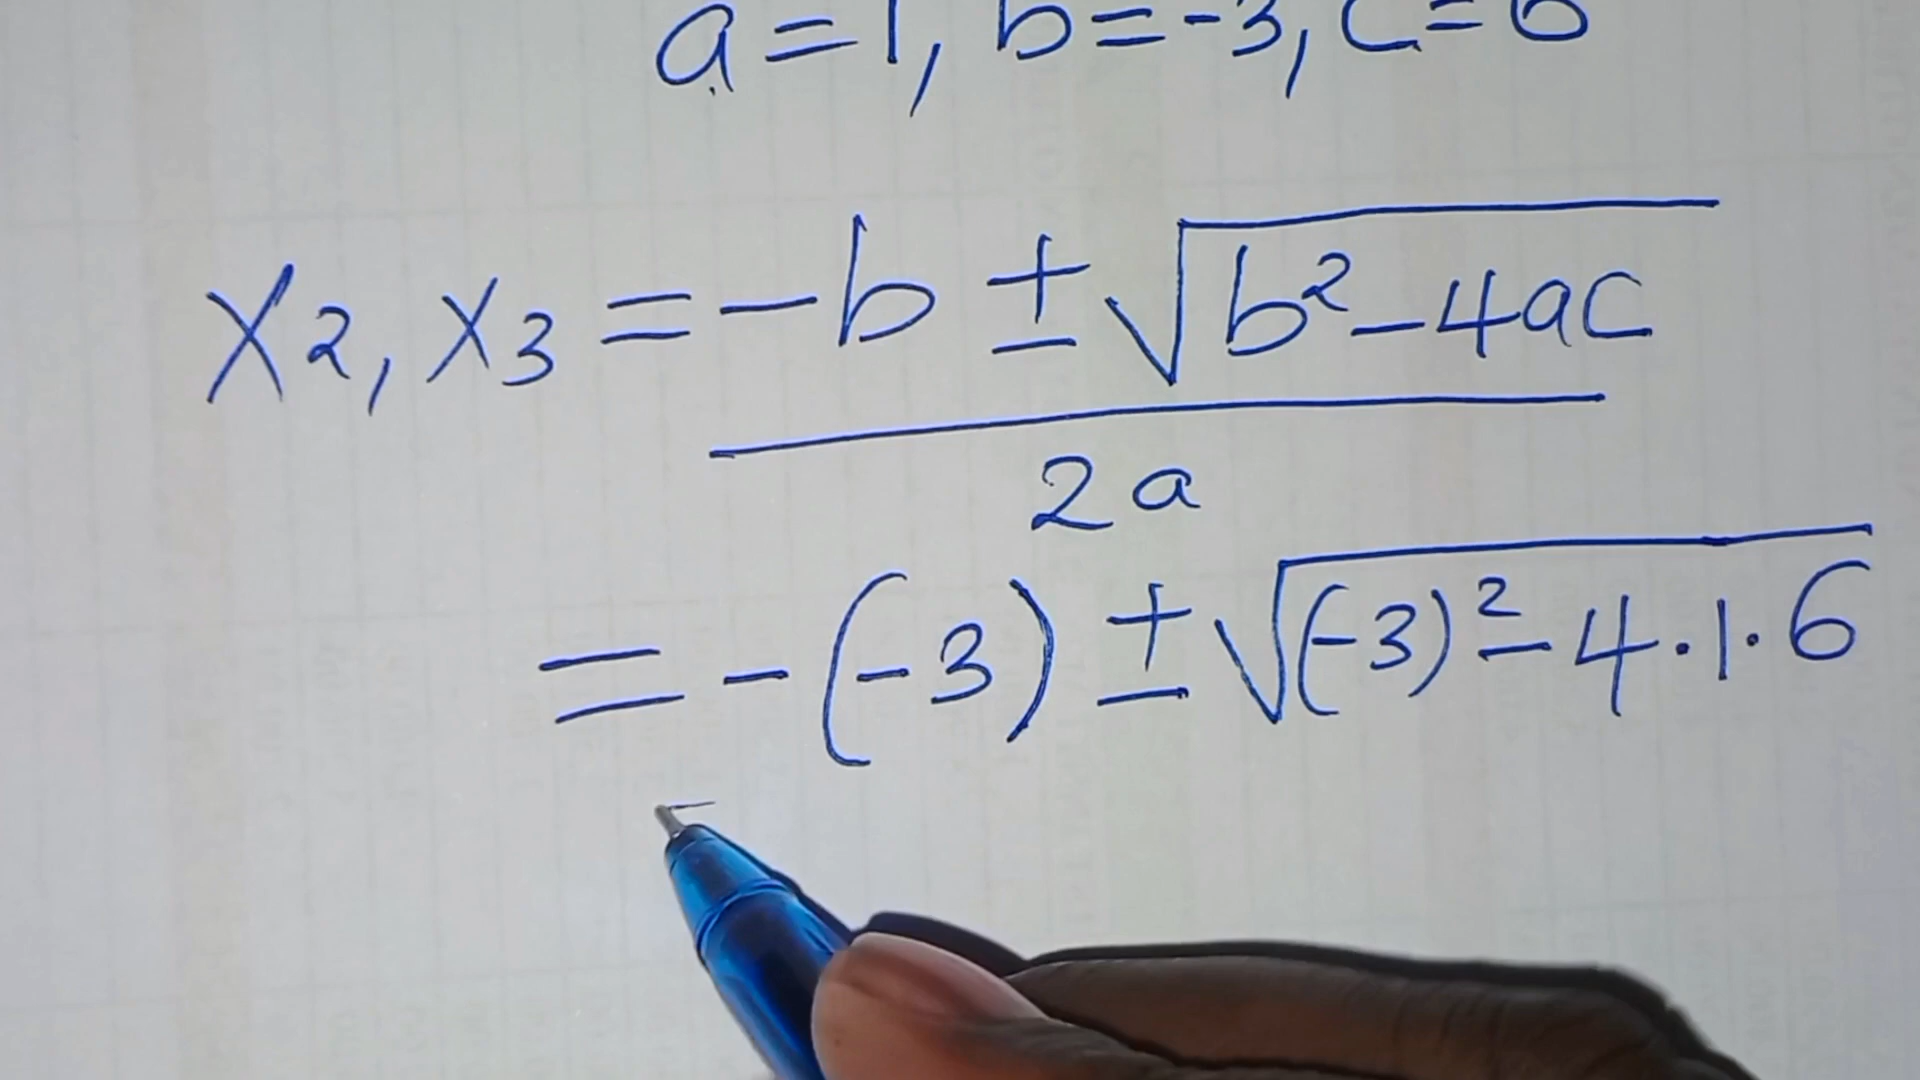 a=1, b=-3, c=6
X2, X3 = -b ± √b²-4ac
2a
= -(-3) ± √(-3)²-4·1·6